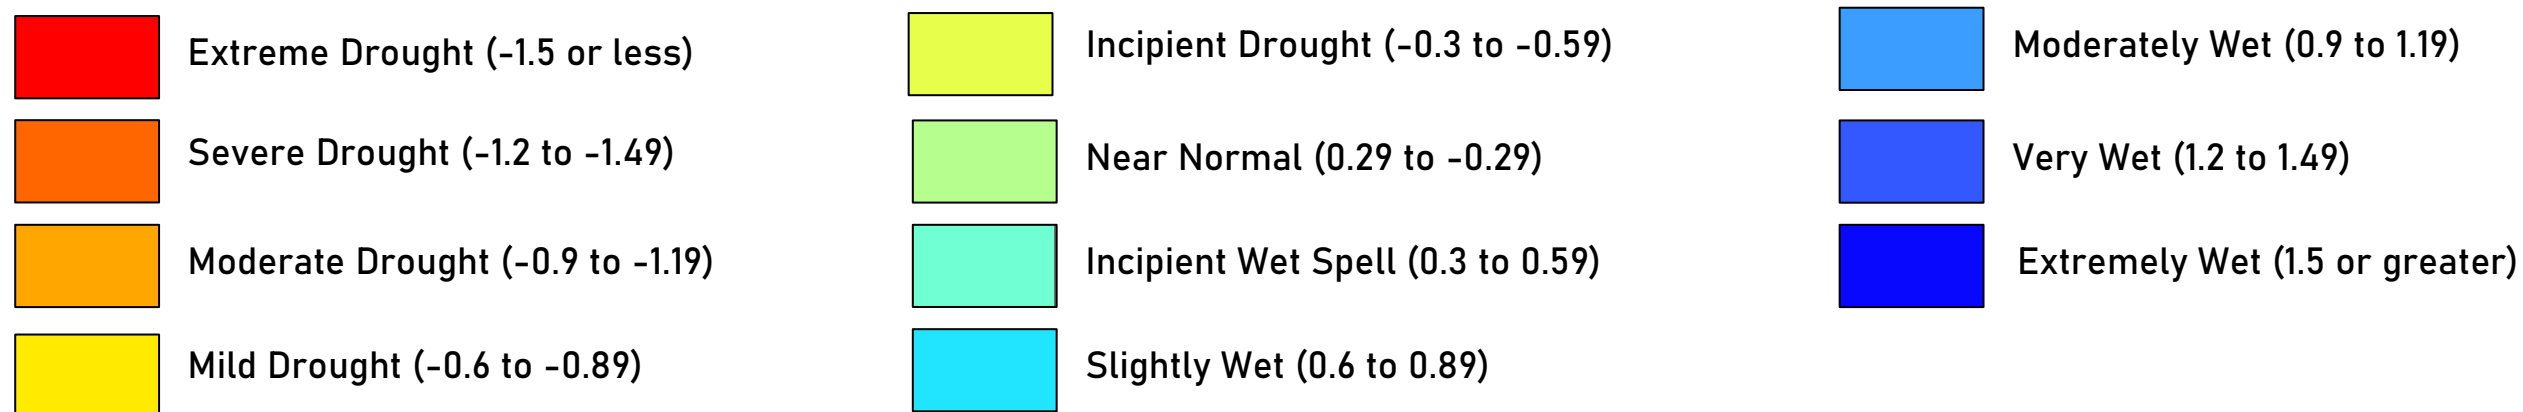 Extreme Drought (-1.5 or less)
Severe Drought (-1.2 to -1.49)
Moderate Drought (-0.9 to -1.19)
Mild Drought (-0.6 to -0.89)
Incipient Drought (-0.3 to -0.59)
Near Normal (0.29 to -0.29)
Incipient Wet Spell (0.3 to 0.59)
Slightly Wet (0.6 to 0.89)
Moderately Wet (0.9 to 1.19)
Very Wet (1.2 to 1.49)
Extremely Wet (1.5 or greater)